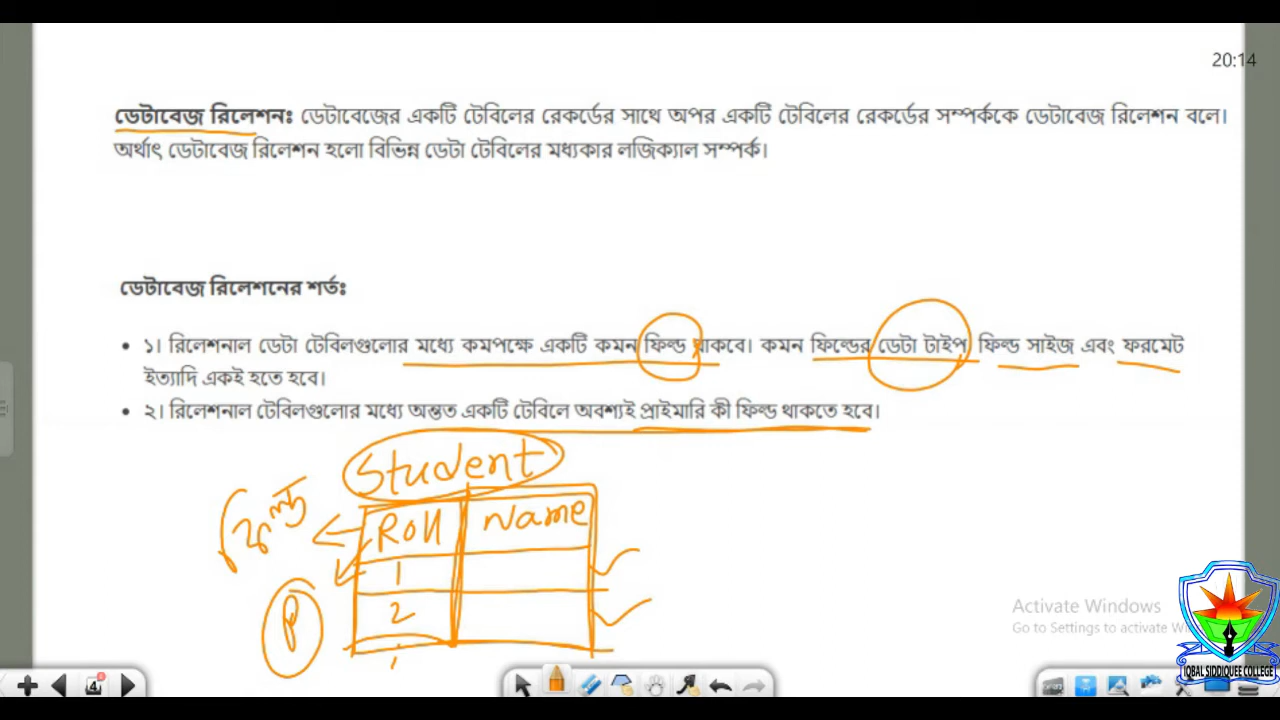 20:14
ডেটাবেজ রিলেশনঃ ডেটাবেজের একটি টেবিলের রেকর্ডের সাথে অপর একটি টেবিলের রেকর্ডের সম্পর্ককে ডেটাবেজ রিলেশন বলে।
অর্থাৎ ডেটাবেজ রিলেশন হলো বিভিন্ন ডেটা টেবিলের মধ্যকার লজিক্যাল সম্পর্ক।
ডেটাবেজ রিলেশনের শর্তঃ
• ১। রিলেশনাল ডেটা টেবিলগুলোর মধ্যে কমপক্ষে একটি কমন ফিল্ড থাকবে। কমন ফিল্ডের ডেটা টাইপ ফিল্ড সাইজ এবং ফরমেট
ইত্যাদি একই হতে হবে।
• ২। রিলেশনাল টেবিলগুলোর মধ্যে অন্তত একটি টেবিলে অবশ্যই প্রাইমারি কী ফিল্ড থাকতে হবে।
Student
ফিল্ড
Roll Name
1
2
P
Activate Windows
Go to Settings to activate
IQBAL SIDDIQUEE COLLEGE
4